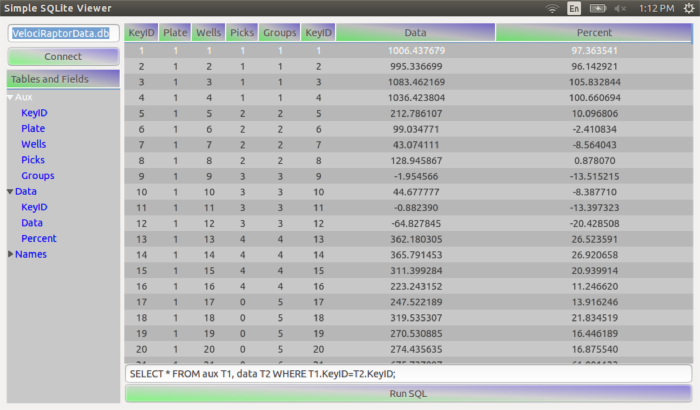 Simple SQLite Viewer En 1:12 PM
VelociRaptorData.db
Connect
Tables and Fields
Aux
KeyID
Plate
Wells
Picks
Groups
Data
KeyID
Data
Percent
Names
KeyID Plate Wells Picks Groups KeyID Data Percent
1 1 1 1 1 1 1006.437679 97.363541
2 1 2 1 1 2 995.336699 96.142921
3 1 3 1 1 3 1083.462169 105.832844
4 1 4 1 1 4 1036.423804 100.660694
5 1 5 2 2 5 212.786107 10.096806
6 1 6 2 2 6 99.034771 -2.410834
7 1 7 2 2 7 43.074111 -8.564043
8 1 8 2 2 8 128.945867 0.878070
9 1 9 3 3 9 -1.954566 -13.515215
10 1 10 3 3 10 44.677777 -8.387710
11 1 11 3 3 11 -0.882390 -13.397323
12 1 12 3 3 12 -64.827845 -20.428508
13 1 13 4 4 13 362.180305 26.523591
14 1 14 4 4 14 365.791453 26.920658
15 1 15 4 4 15 311.399284 20.939914
16 1 16 4 4 16 223.243152 11.246620
17 1 17 0 5 17 247.522189 13.916246
18 1 18 0 5 18 319.535307 21.834519
19 1 19 0 5 19 270.530885 16.446189
20 1 20 0 5 20 274.435635 16.875540
SELECT * FROM aux T1, data T2 WHERE T1.KeyID=T2.KeyID;
Run SQL